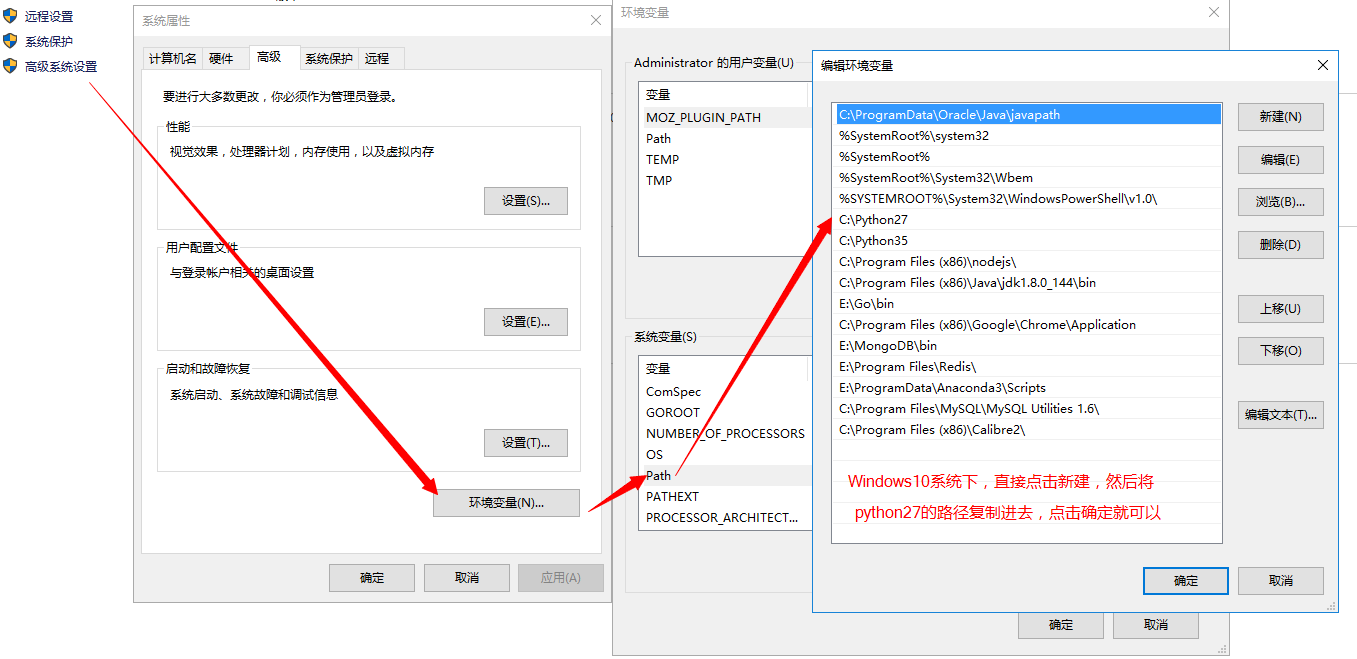 远程设置
系统保护
高级系统设置
系统属性
计算机名
硬件
高级
系统保护
远程
要进行大多数更改，你必须作为管理员登录。
性能
视觉效果，处理器计划，内存使用，以及虚拟内存
设置(S)...
用户配置文件
与登录帐户相关的桌面设置
设置(E)...
启动和故障恢复
系统启动、系统故障和调试信息
设置(T)...
环境变量(N)...
确定
取消
应用(A)
环境变量
Administrator 的用户变量(U)
变量
MOZ_PLUGIN_PATH
Path
TEMP
TMP
系统变量(S)
变量
ComSpec
GOROOT
NUMBER_OF_PROCESSORS
OS
Path
PATHEXT
PROCESSOR_ARCHITECT...
确定
取消
编辑环境变量
C:\ProgramData\Oracle\Java\javapath
%SystemRoot%\system32
%SystemRoot%
%SystemRoot%\System32\Wbem
%SYSTEMROOT%\System32\WindowsPowerShell\v1.0\
C:\Python27
C:\Python35
C:\Program Files (x86)\nodejs\
C:\Program Files (x86)\Java\jdk1.8.0_144\bin
E:\Go\bin
C:\Program Files (x86)\Google\Chrome\Application
E:\MongoDB\bin
E:\Program Files\Redis\
E:\ProgramData\Anaconda3\Scripts
C:\Program Files\MySQL\MySQL Utilities 1.6\
C:\Program Files (x86)\Calibre2\
Windows10系统下，直接点击新建，然后将
python27的路径复制进去，点击确定就可以
新建(N)
编辑(E)
浏览(B)...
删除(D)
上移(U)
下移(O)
编辑文本(T)...
确定
取消